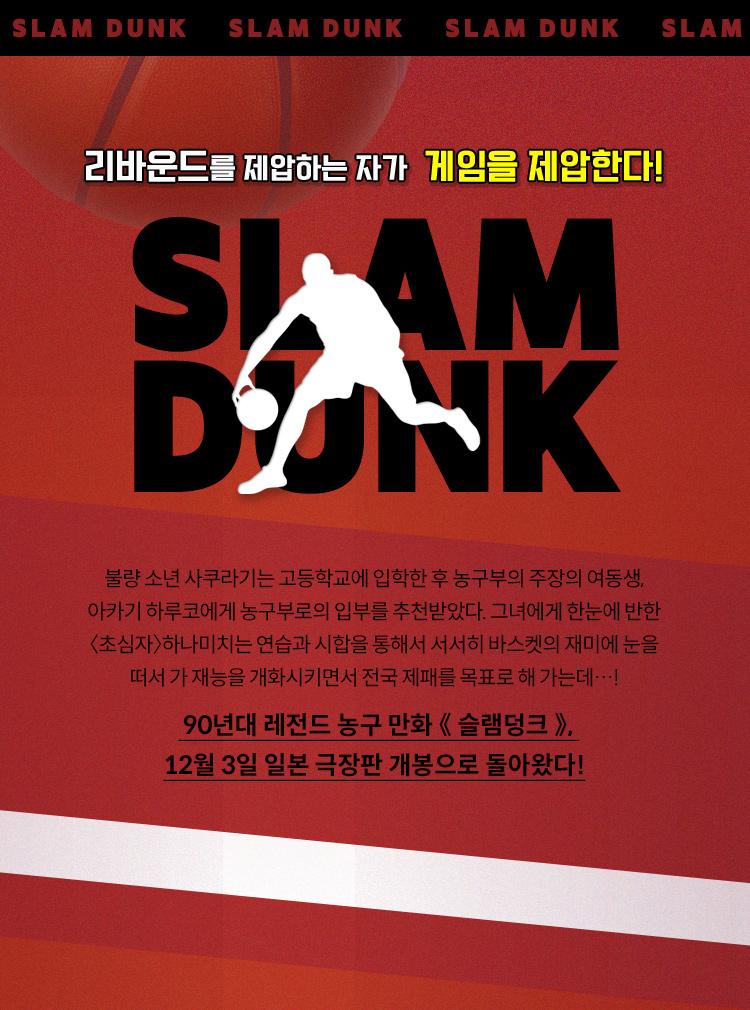 SLAM DUNK SLAM DUNK SLAM DUNK SLAM
리바운드를 제압하는 자가 게임을 제압한다!
SLAM
DUNK
불량 소년 사쿠라기는 고등학교에 입학한 후 농구부의 주장의 여동생,
아카기 하루코에게 농구부로의 입부를 추천받았다. 그녀에게 한눈에 반한
〈초심자〉하나미치는 연습과 시합을 통해서 서서히 바스켓의 재미에 눈을
떠서 가 재능을 개화시키면서 전국 제패를 목표로 해 가는데…!
90년대 레전드 농구 만화 《 슬램덩크 》,
12월 3일 일본 극장판 개봉으로 돌아왔다!